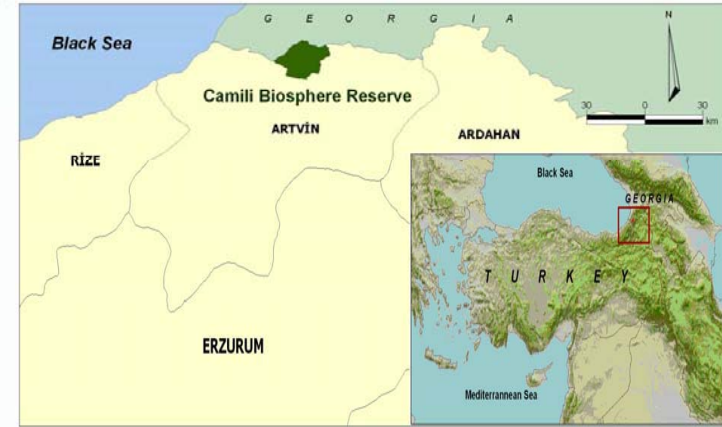 G E O R G I A
Black Sea
N
Camili Biosphere Reserve
30 0 30
km
ARTVİN
ARDAHAN
RİZE
Black Sea
GEORGIA
T U R K E Y
ERZURUM
Mediterrannean Sea